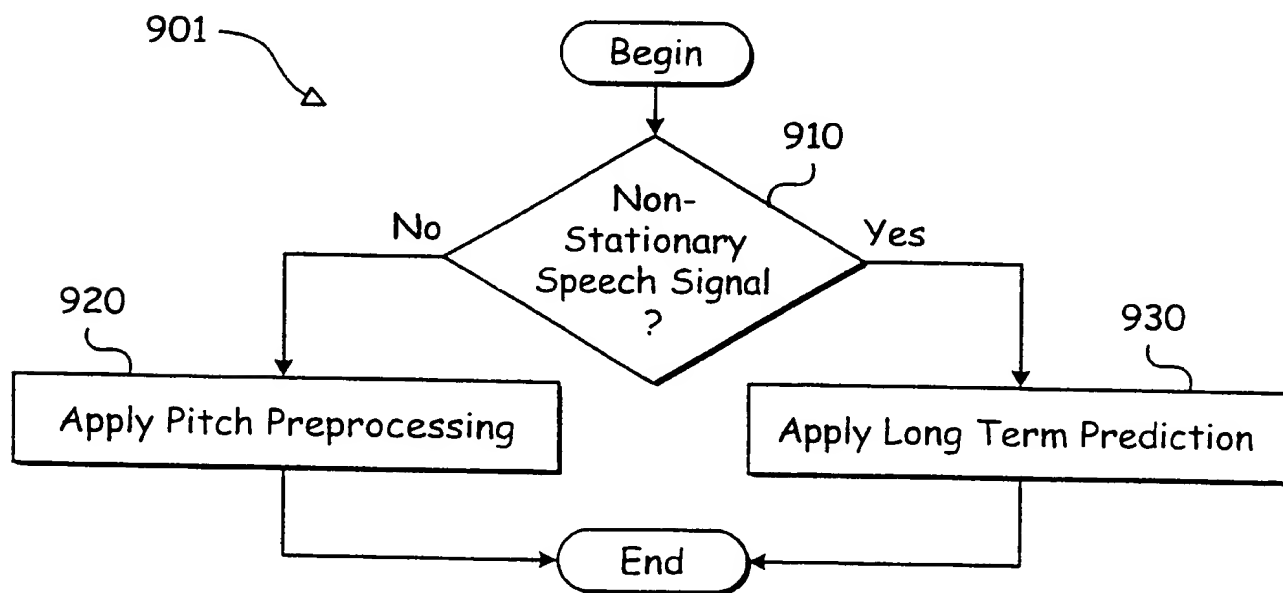 901
Begin
910
Non-
Stationary
Speech Signal
?
No
Yes
920
930
Apply Pitch Preprocessing
Apply Long Term Prediction
End